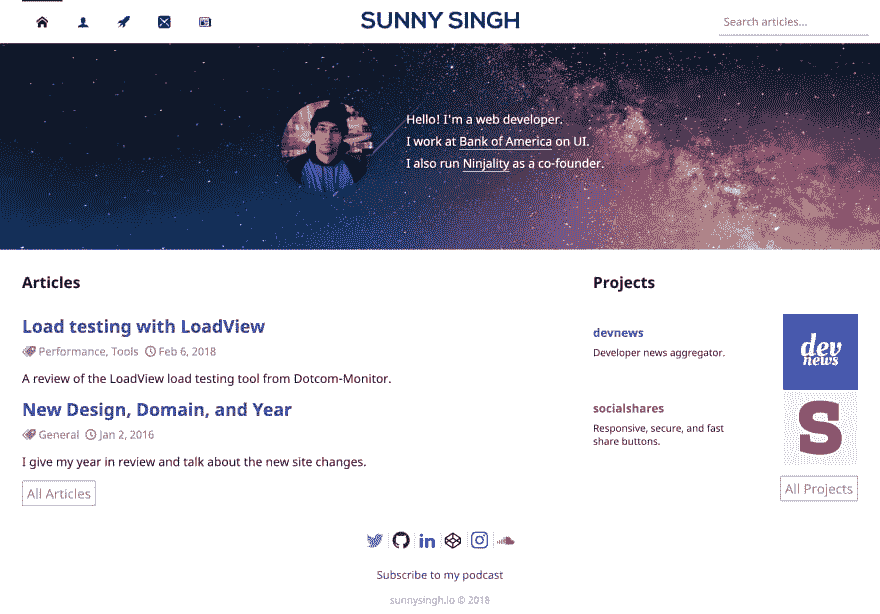 SUNNY SINGH
Search articles...
Hello! I'm a web developer.
I work at Bank of America on UI.
I also run Ninjality as a co-founder.
Articles
Load testing with LoadView
Performance, Tools Feb 6, 2018
A review of the LoadView load testing tool from Dotcom-Monitor.
New Design, Domain, and Year
General Jan 2, 2016
I give my year in review and talk about the new site changes.
All Articles
Projects
devnews
Developer news aggregator.
dev
news
socialshares
Responsive, secure, and fast
share buttons.
S
All Projects
in
Subscribe to my podcast
sunnysingh.io © 2018